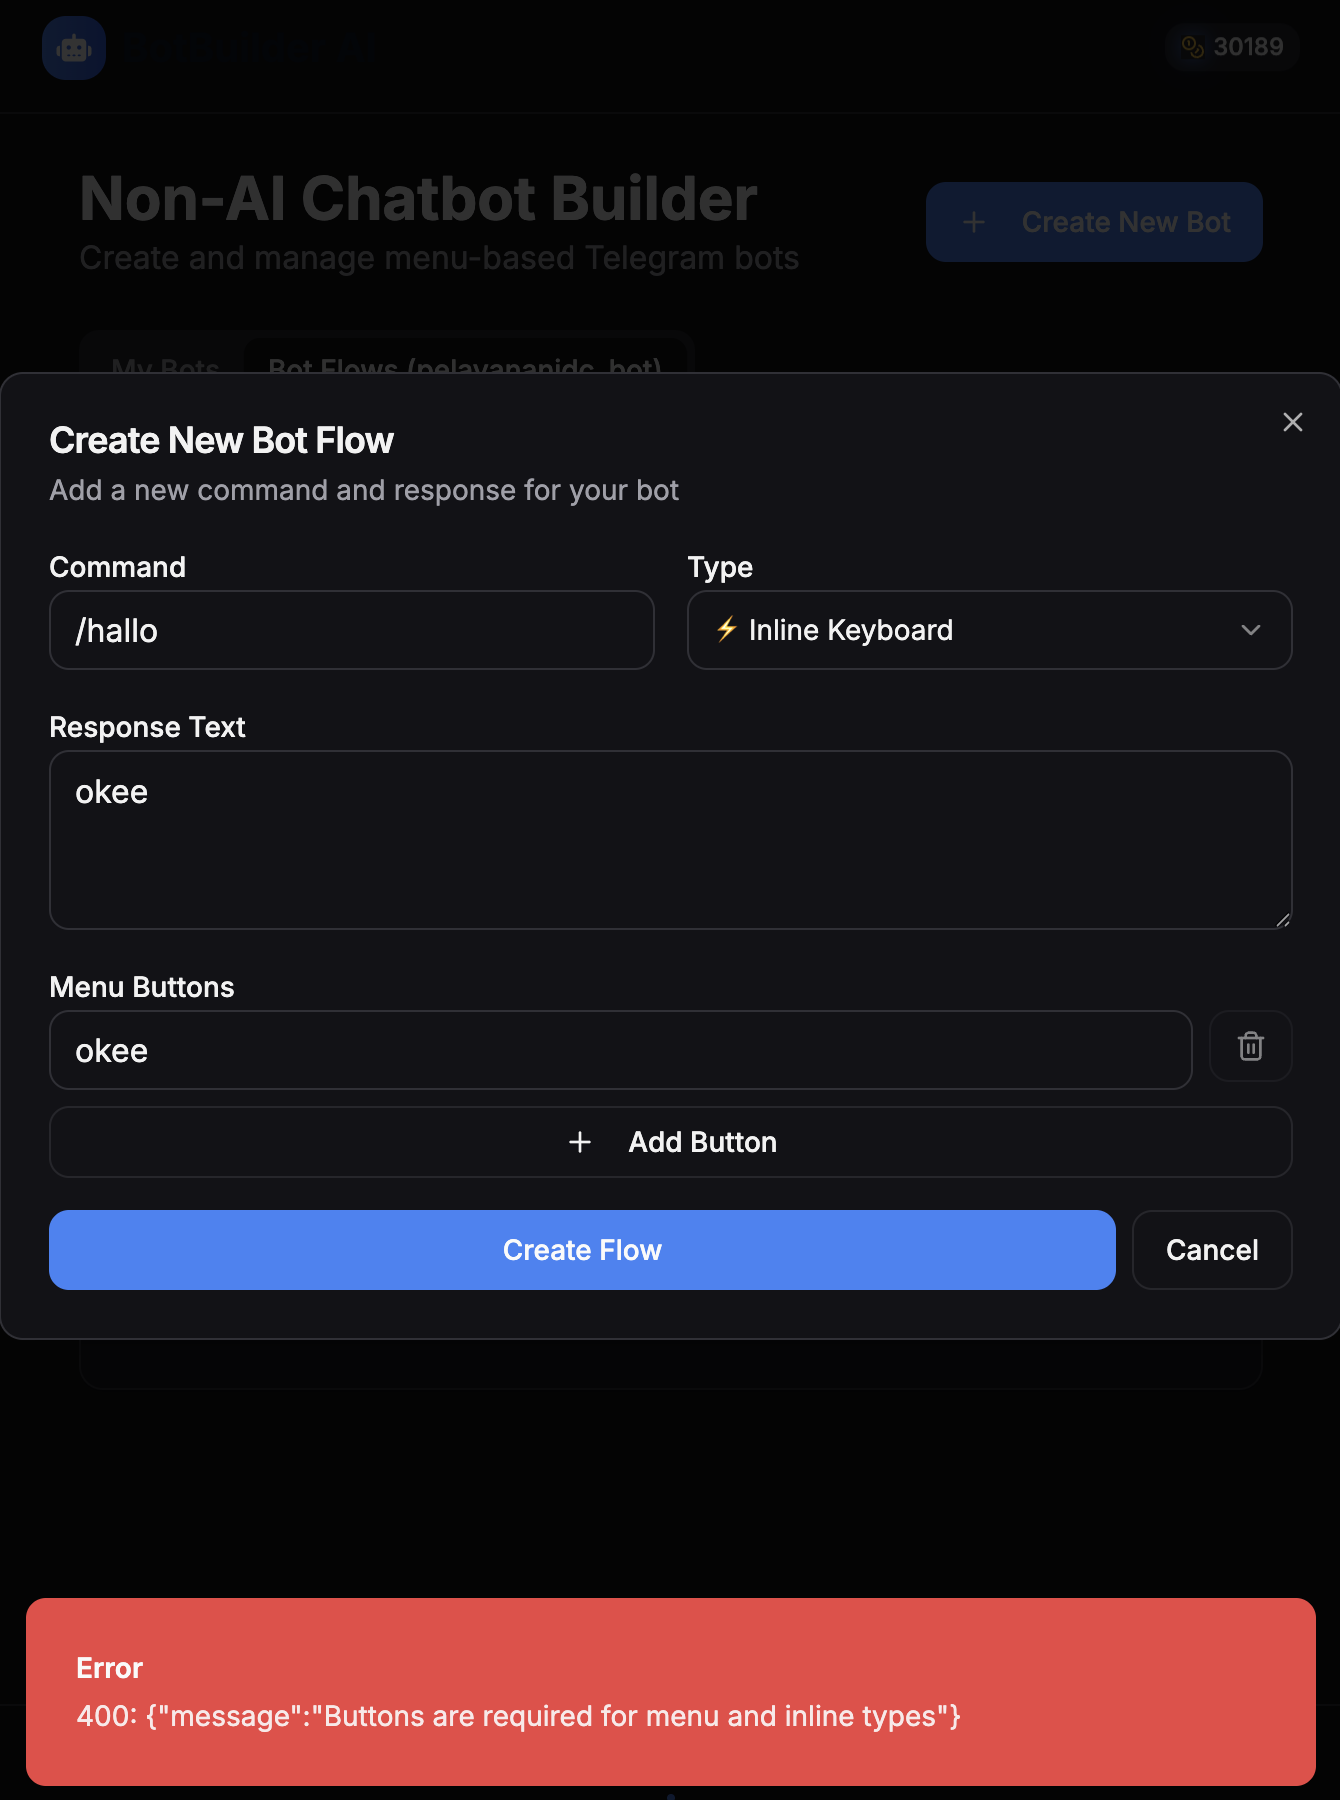 30189
Non-AI Chatbot Builder
Create and manage menu-based Telegram bots
+ Create New Bot
My Bots
Bot Flows (pelayananidc_bot)
Create New Bot Flow
Add a new command and response for your bot
Command
Type
/hallo
⚡ Inline Keyboard
Response Text
okee
Menu Buttons
okee
+ Add Button
Create Flow
Cancel
Error
400: {"message":"Buttons are required for menu and inline types"}